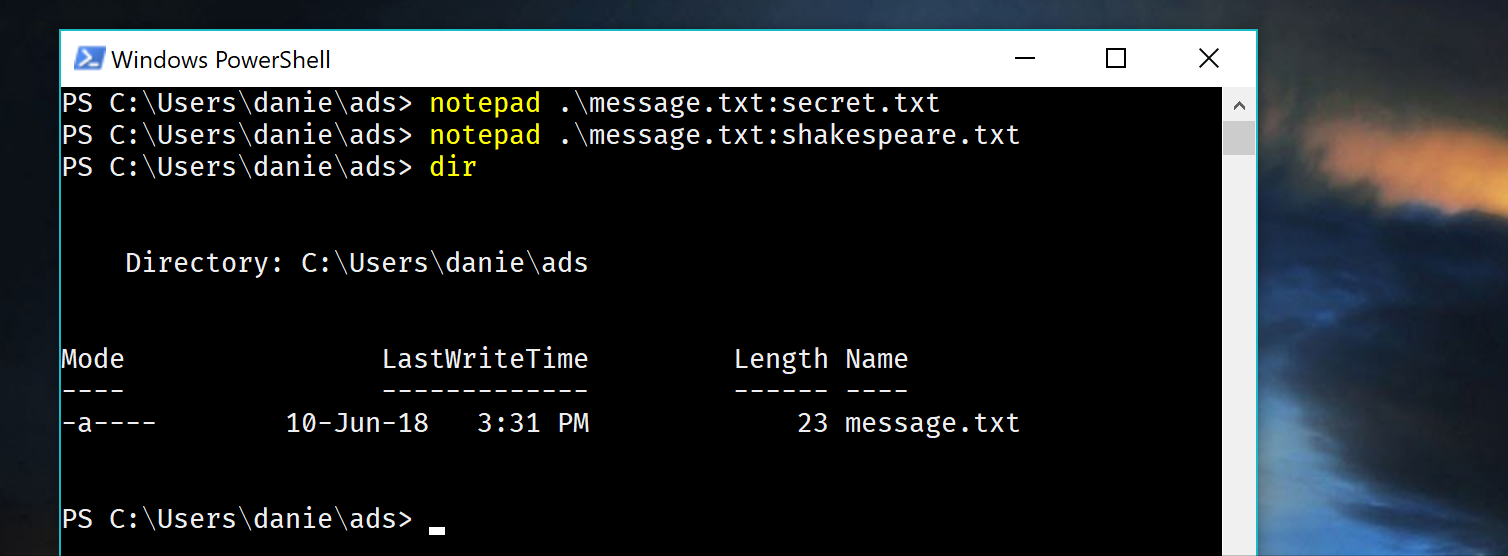 Windows PowerShell
PS C:\Users\danie\ads> notepad .\message.txt:secret.txt
PS C:\Users\danie\ads> notepad .\message.txt:shakespeare.txt
PS C:\Users\danie\ads> dir
Directory: C:\Users\danie\ads
Mode LastWriteTime Length Name
---- ------------- ------ ----
-a---- 10-Jun-18 3:31 PM 23 message.txt
PS C:\Users\danie\ads>